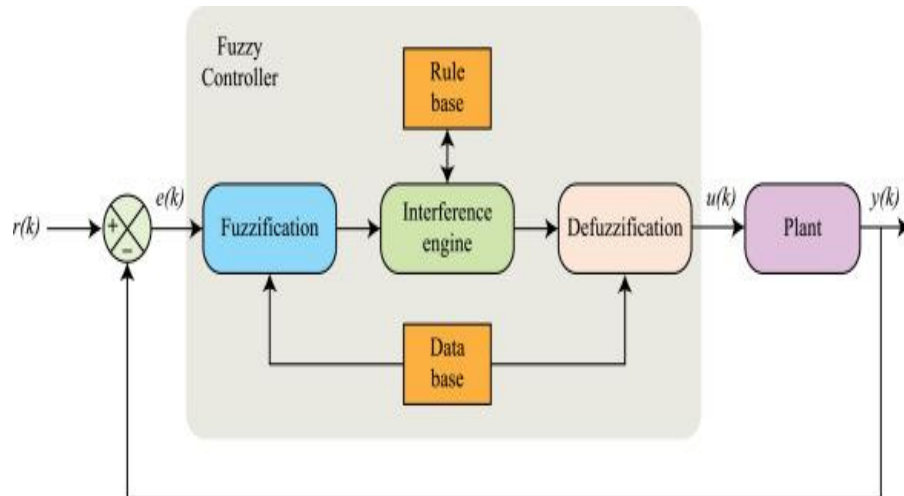 Fuzzy
Controller
Rule
base
r(k)
+
−
e(k)
Fuzzification
Interference
engine
Defuzzification
u(k)
Plant
y(k)
Data
base